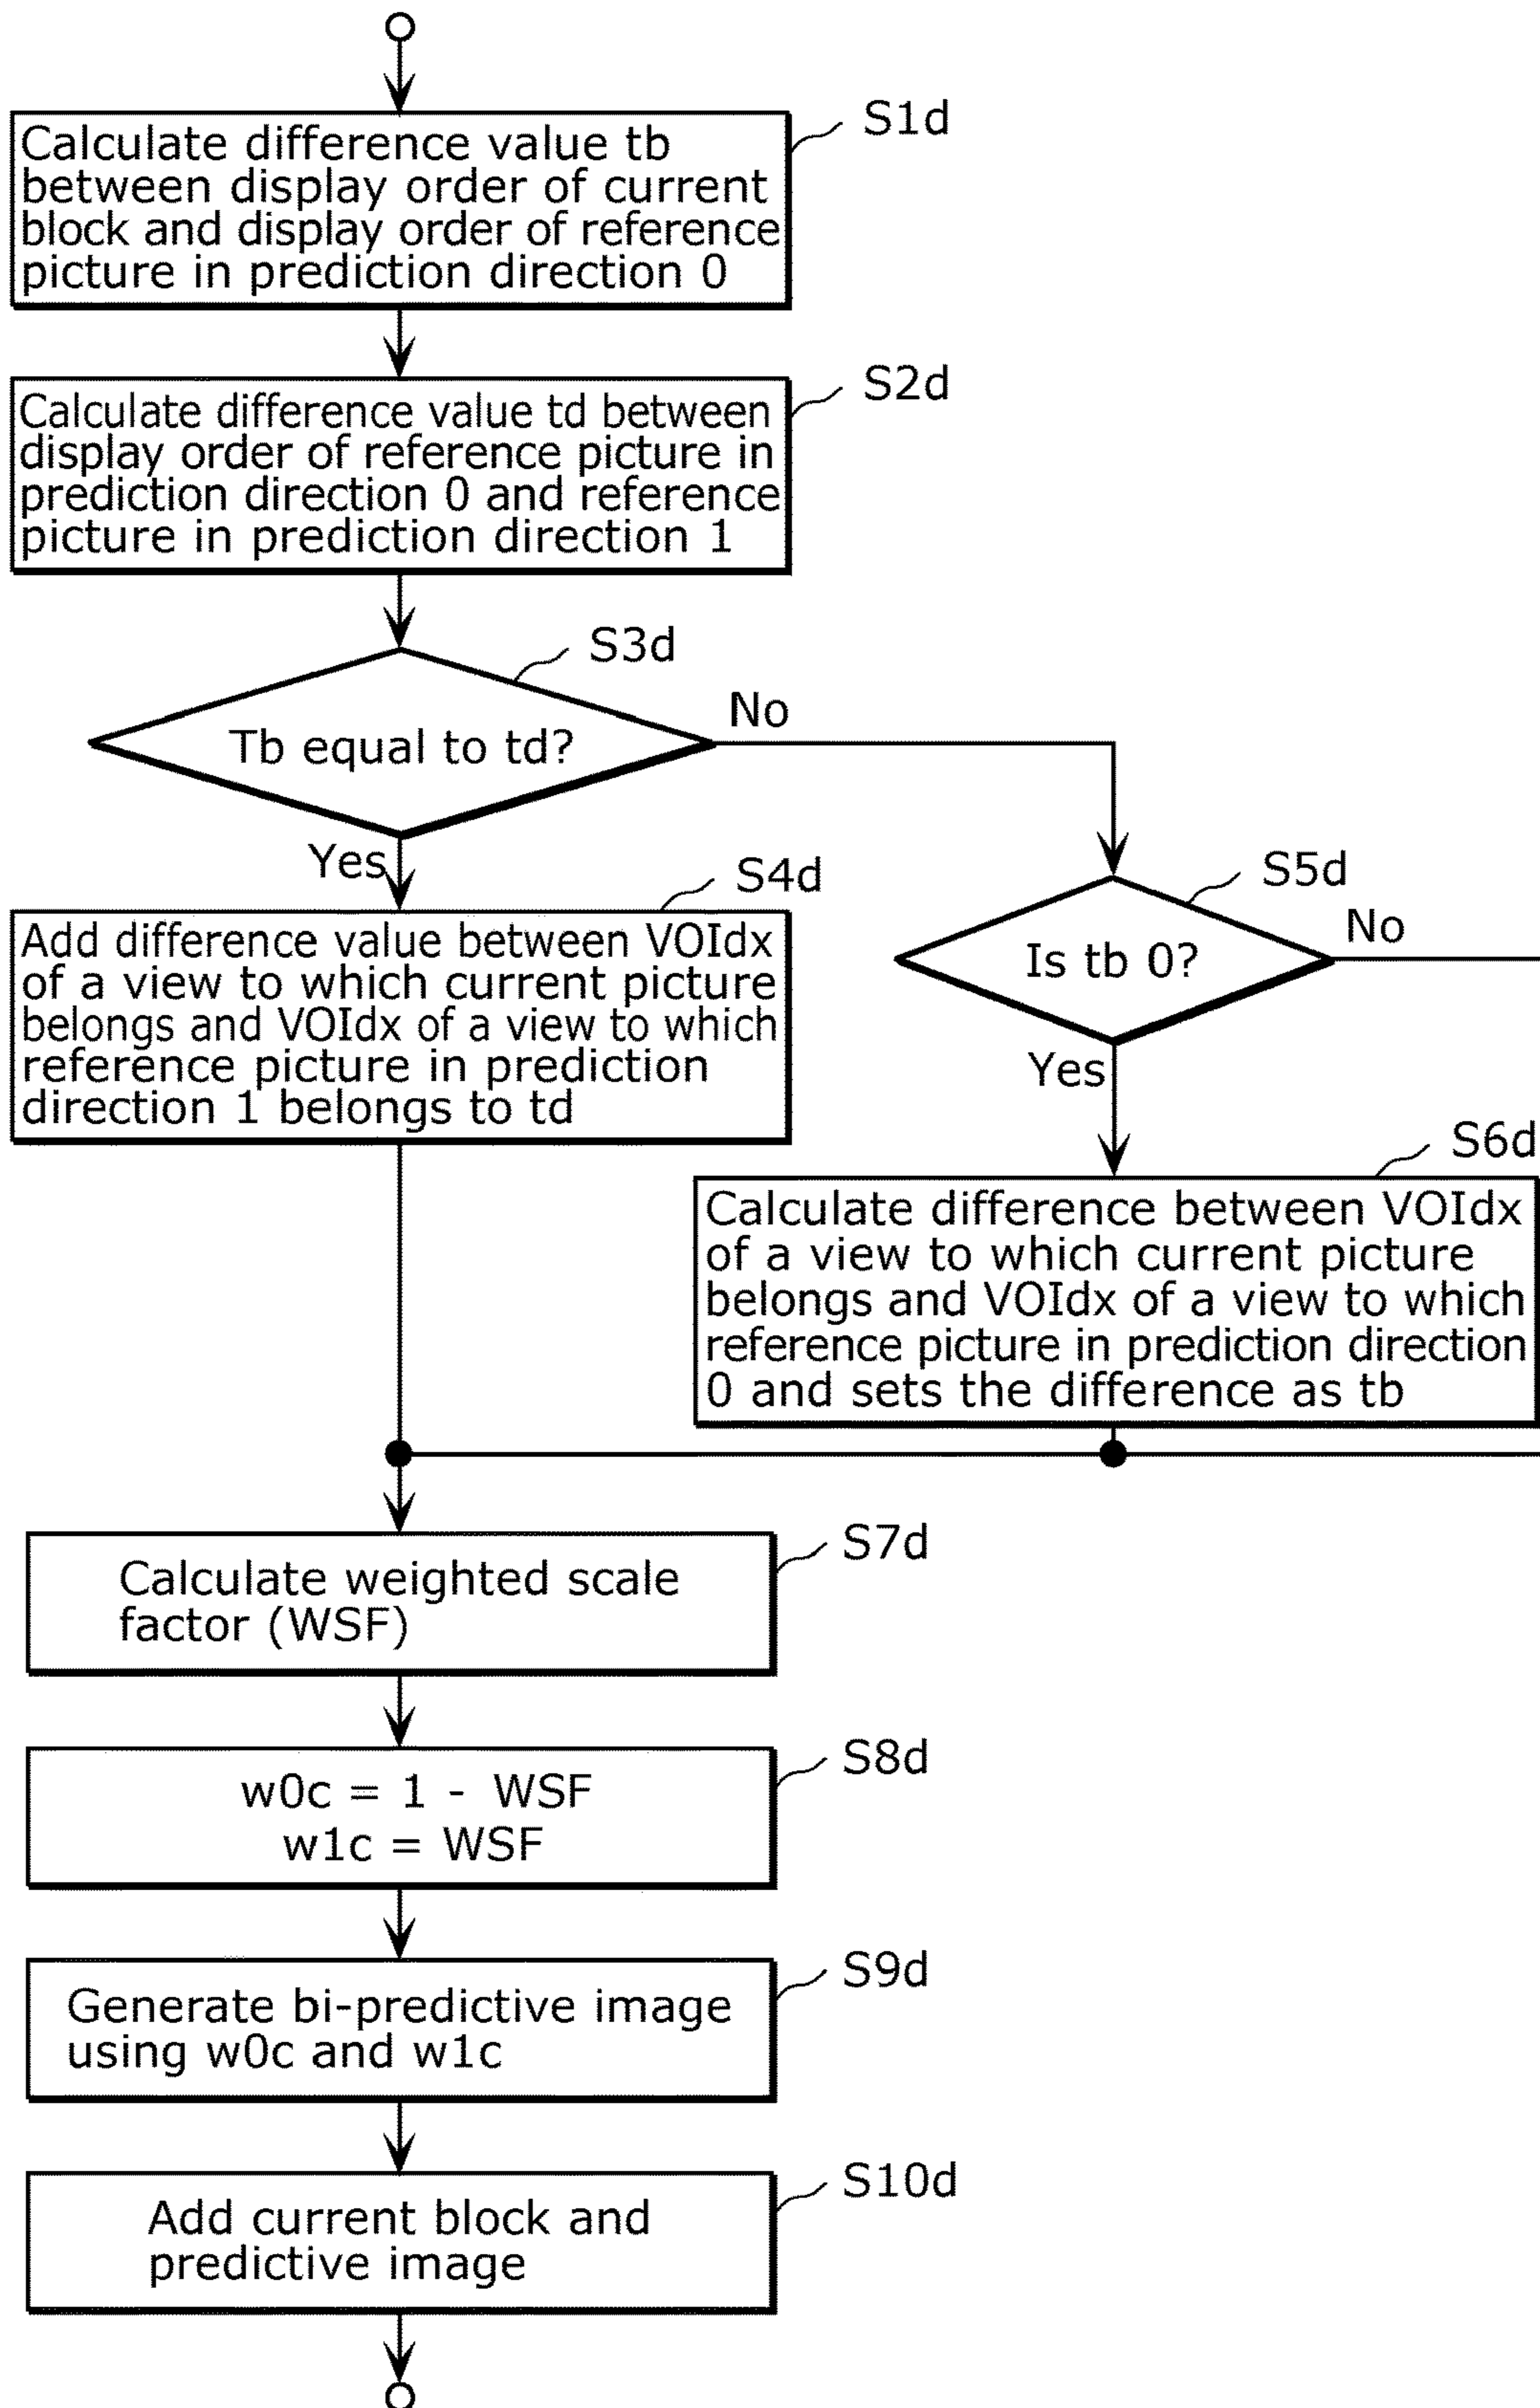 S1d
Calculate difference value tb
between display order of current
block and display order of reference
picture in prediction direction 0
S2d
Calculate difference value td between
display order of reference picture in
prediction direction 0 and reference
picture in prediction direction 1
S3d
Tb equal to td?
No
Yes
S4d
Add difference value between VOIdx
of a view to which current picture
belongs and VOIdx of a view to which
reference picture in prediction
direction 1 belongs to td
S5d
Is tb 0?
No
Yes
S6d
Calculate difference between VOIdx
of a view to which current picture
belongs and VOIdx of a view to which
reference picture in prediction direction
0 and sets the difference as tb
S7d
Calculate weighted scale
factor (WSF)
S8d
w0c = 1 - WSF
w1c = WSF
S9d
Generate bi-predictive image
using w0c and w1c
S10d
Add current block and
predictive image